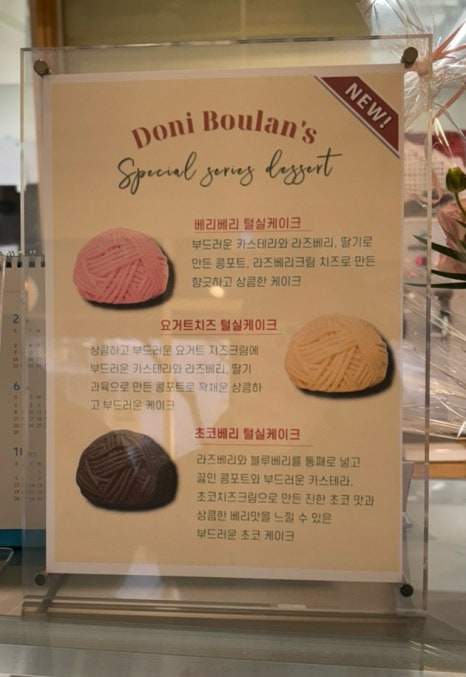 NEW!
Doni Boulan's
Special series dessert
베리베리 털실케이크
부드러운 카스테라와 라즈베리, 딸기로
만든 콩포트, 라즈베리크림 치즈로 만든
향긋하고 상큼한 케이크
요거트치즈 털실케이크
상큼하고 부드러운 요거트 치즈크림에
부드러운 카스테라와 라즈베리, 딸기
과육으로 만든 콩포트로 꽉채운 상큼하
고 부드러운 케이크
초코베리 털실케이크
라즈베리와 블루베리를 통째로 넣고
끓인 콩포트와 부드러운 카스테라,
초코치즈크림으로 만든 진한 초코 맛과
상큼한 베리맛을 느낄 수 있은
부드러운 초코 케이크